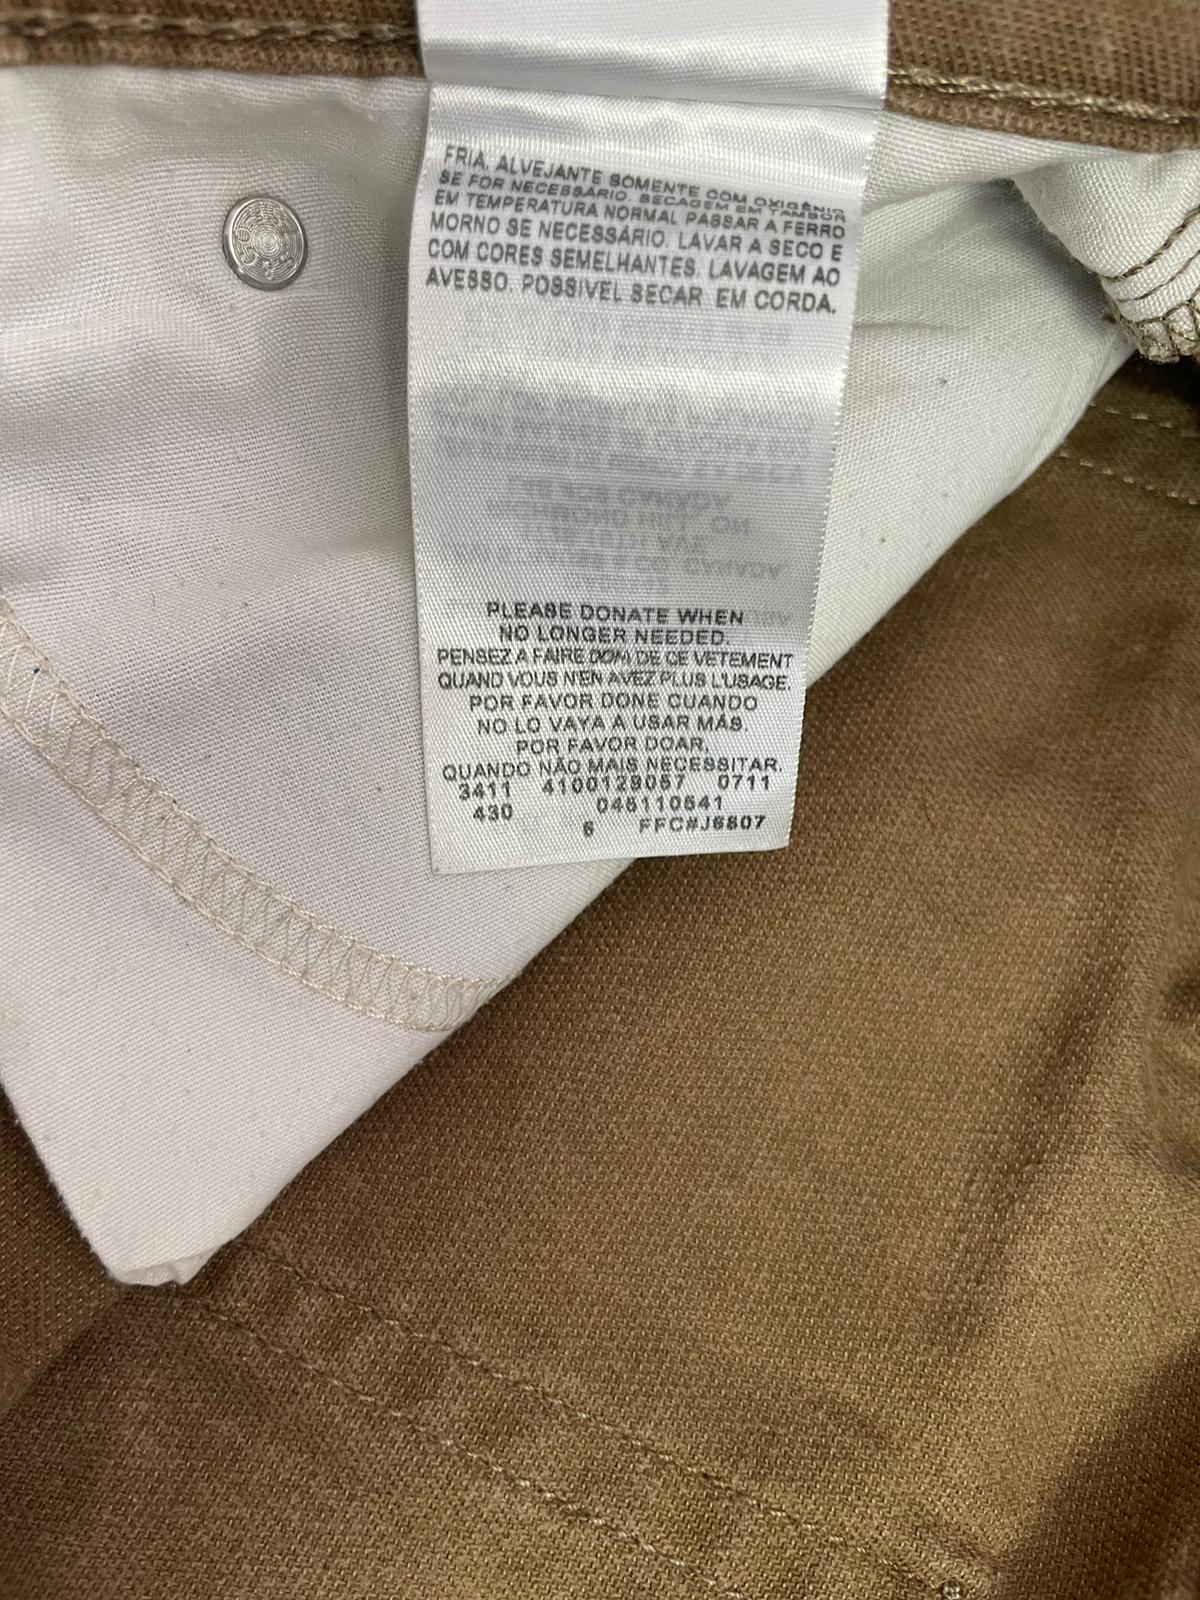 FRIA, ALVEJANTE SOMENTE COM OXIGÊNIO
SE FOR NECESSÁRIO. SECAGEM EM TAMBOR
EM TEMPERATURA NORMAL PASSAR A FERRO
MORNO SE NECESSÁRIO. LAVAR A SECO E
COM CORES SEMELHANTES. LAVAGEM AO
AVESSO. POSSIVEL SECAR EM CORDA.
PLEASE DONATE WHEN
NO LONGER NEEDED.
PENSEZ A FAIRE DON DE CE VETEMENT
QUAND VOUS N'EN AVEZ PLUS L'USAGE.
POR FAVOR DONE CUANDO
NO LO VAYA A USAR MÁS.
POR FAVOR DOAR,
QUANDO NÃO MAIS NECESSITAR.
3411 4100129057 0711
430 046110541
6 FFC#J6807